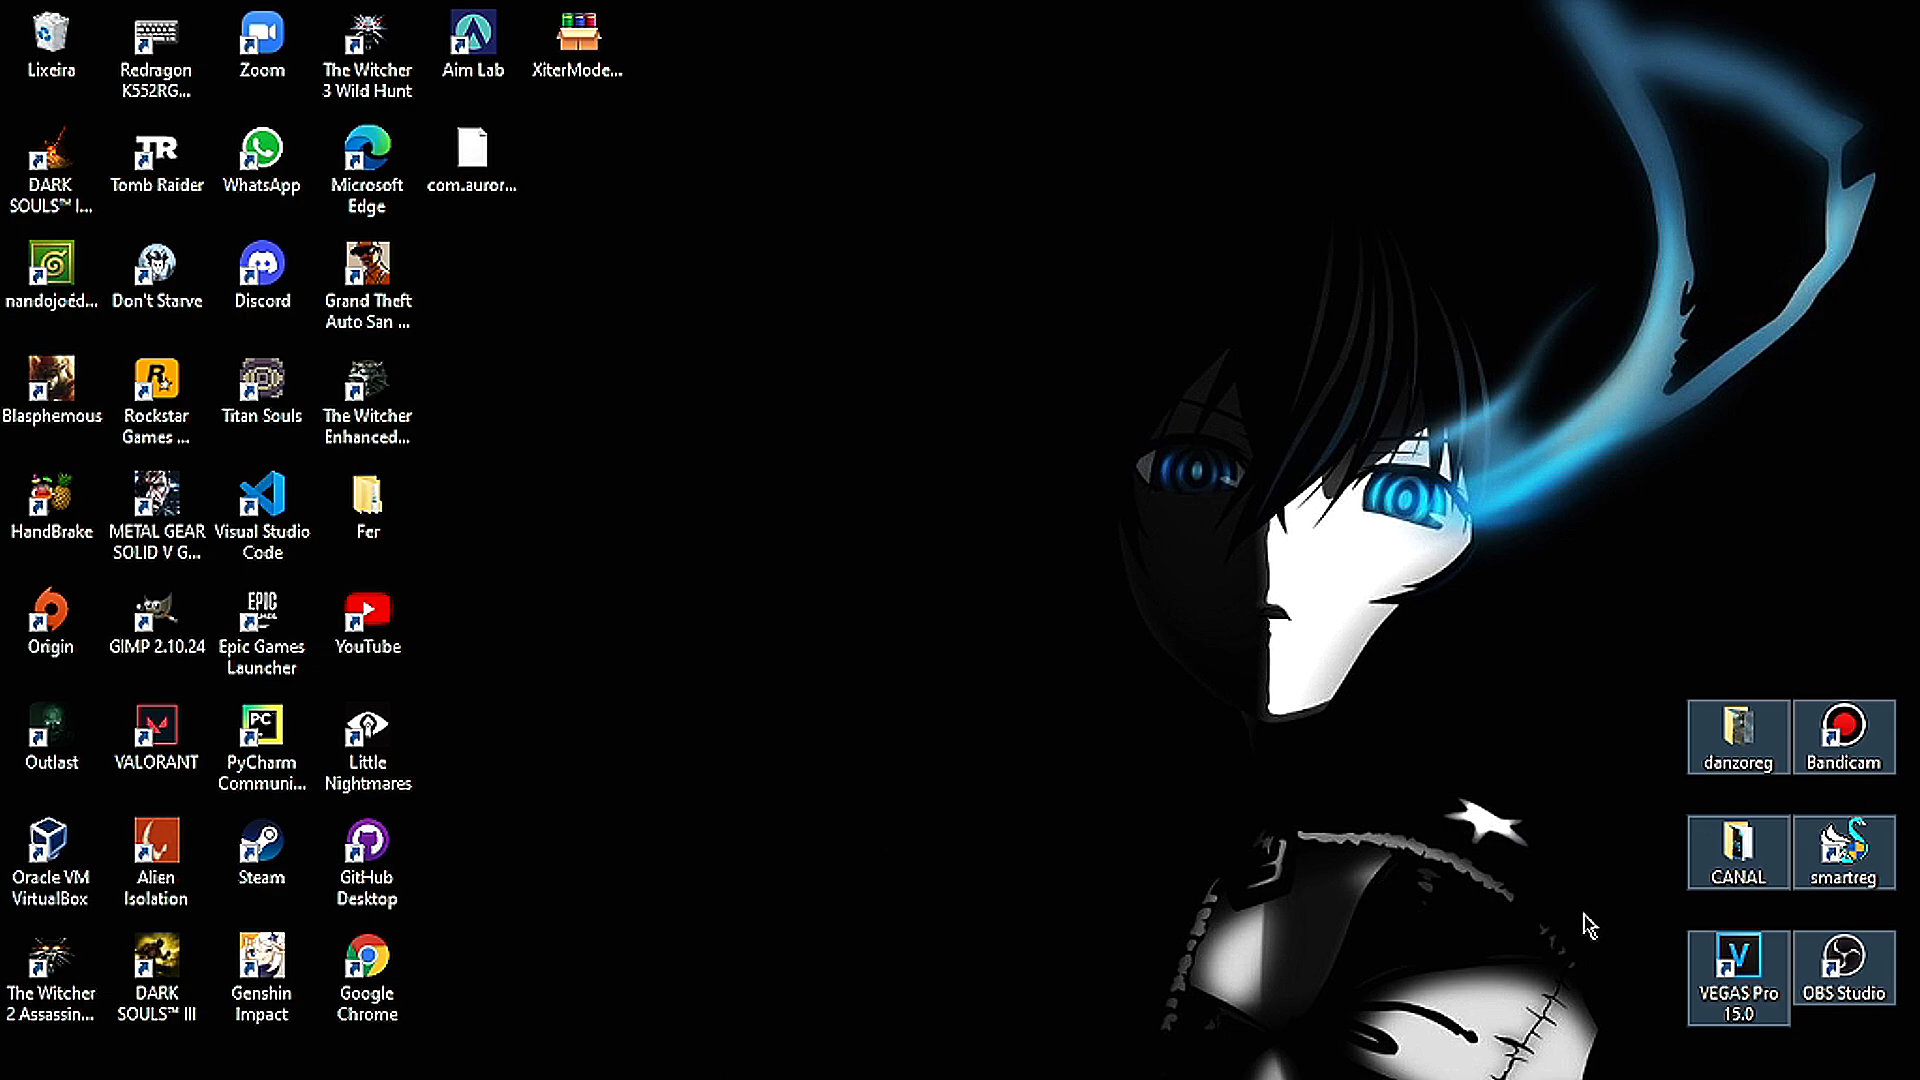 Lixeira
Redragon
K552RG...
Zoom
The Witcher
3 Wild Hunt
Aim Lab
XiterMode...
DARK
SOULS™ I...
Tomb Raider
WhatsApp
Microsoft
Edge
com.auror...
nandojoéd...
Don't Starve
Discord
Grand Theft
Auto San ...
Blasphemous
Rockstar
Games ...
Titan Souls
The Witcher
Enhanced...
HandBrake
METAL GEAR
SOLID V G...
Visual Studio
Code
Fer
Origin
GIMP 2.10.24
EPIC
Epic Games
Launcher
YouTube
Outlast
VALORANT
PC
PyCharm
Communi...
Little
Nightmares
danzoreg
Bandicam
Oracle VM
VirtualBox
Alien
Isolation
Steam
GitHub
Desktop
CANAL
smartreg
The Witcher
2 Assassin...
DARK
SOULS™ III
Genshin
Impact
Google
Chrome
VEGAS Pro
15.0
OBS Studio